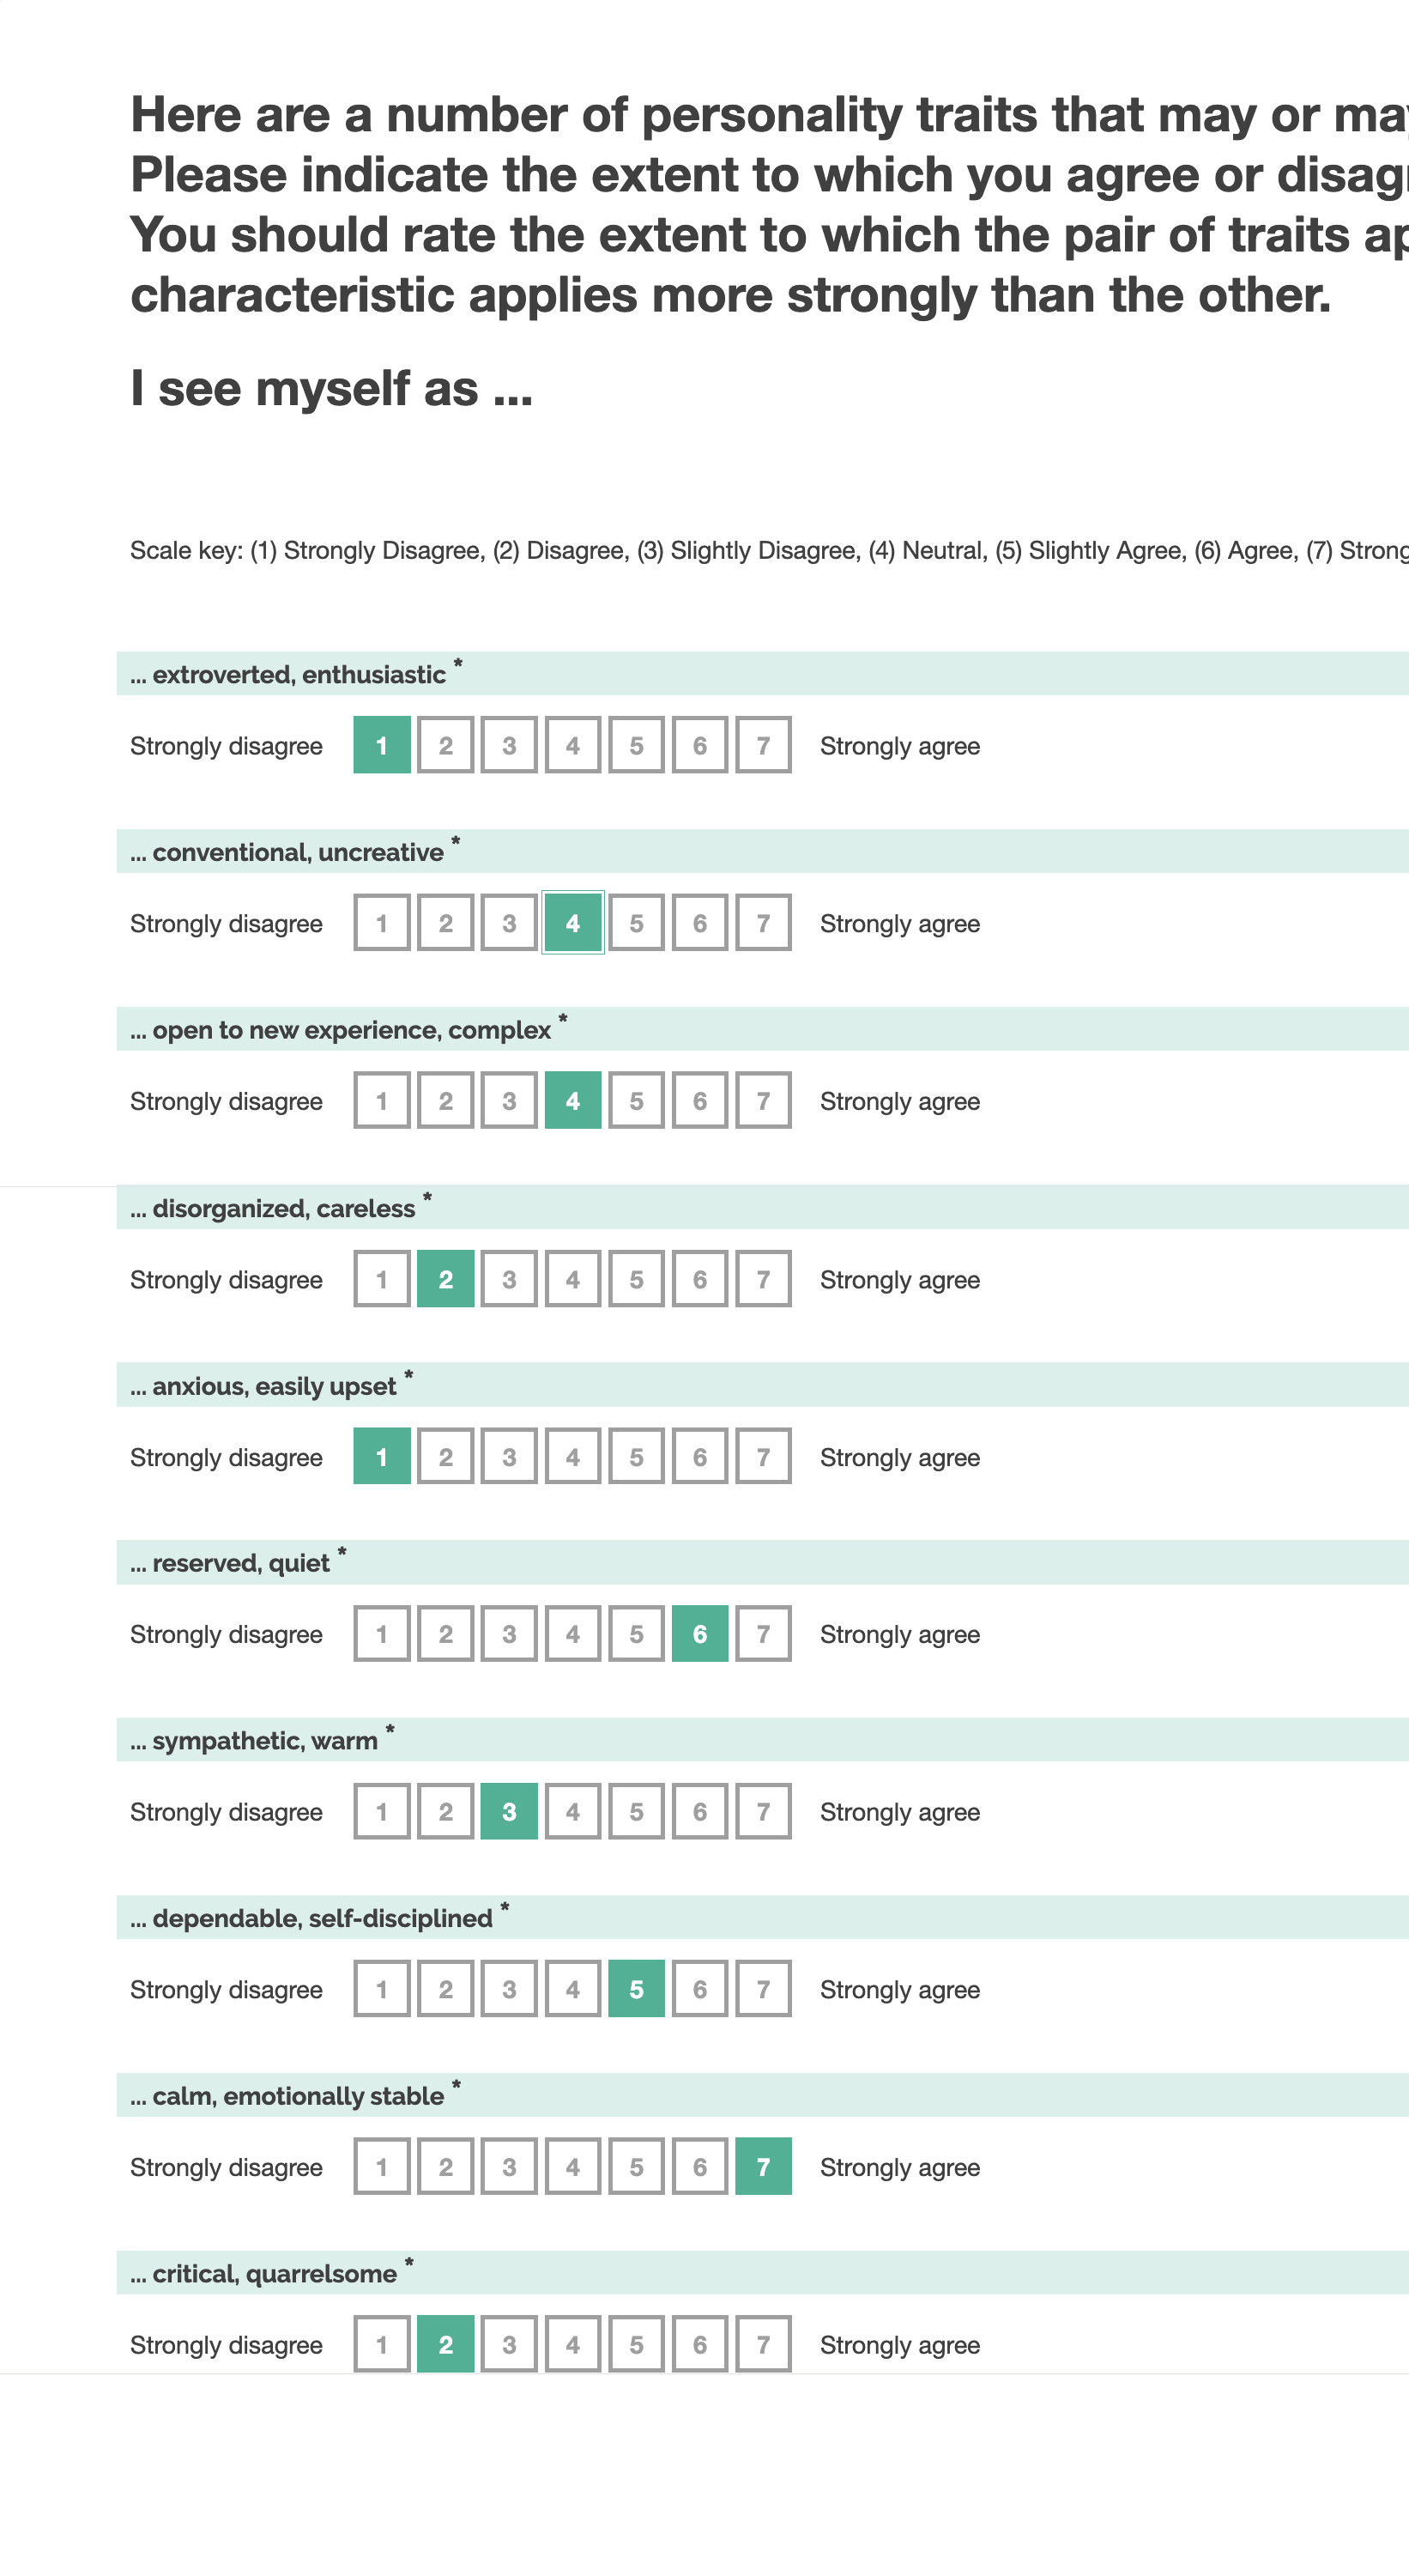 Here are a number of personality traits that may or may
Please indicate the extent to which you agree or
You should rate the extent to which the pair of traits
characteristic applies more strongly than the other.
I see myself as ...
Scale key: (1) Strongly Disagree, (2) Disagree, (3) Slightly Disagree, (4) Neutral, (5) Slightly Agree, (6) Agree, (7)
... extroverted, enthusiastic *
Strongly disagree 1 2 3 4 5 6 7 Strongly agree
... conventional, uncreative *
Strongly disagree 1 2 3 4 5 6 7 Strongly agree
... open to new experience, complex *
Strongly disagree 1 2 3 4 5 6 7 Strongly agree
... disorganized, careless *
Strongly disagree 1 2 3 4 5 6 7 Strongly agree
... anxious, easily upset *
Strongly disagree 1 2 3 4 5 6 7 Strongly agree
... reserved, quiet *
Strongly disagree 1 2 3 4 5 6 7 Strongly agree
... sympathetic, warm *
Strongly disagree 1 2 3 4 5 6 7 Strongly agree
... dependable, self-disciplined *
Strongly disagree 1 2 3 4 5 6 7 Strongly agree
... calm, emotionally stable *
Strongly disagree 1 2 3 4 5 6 7 Strongly agree
... critical, quarrelsome *
Strongly disagree 1 2 3 4 5 6 7 Strongly agree